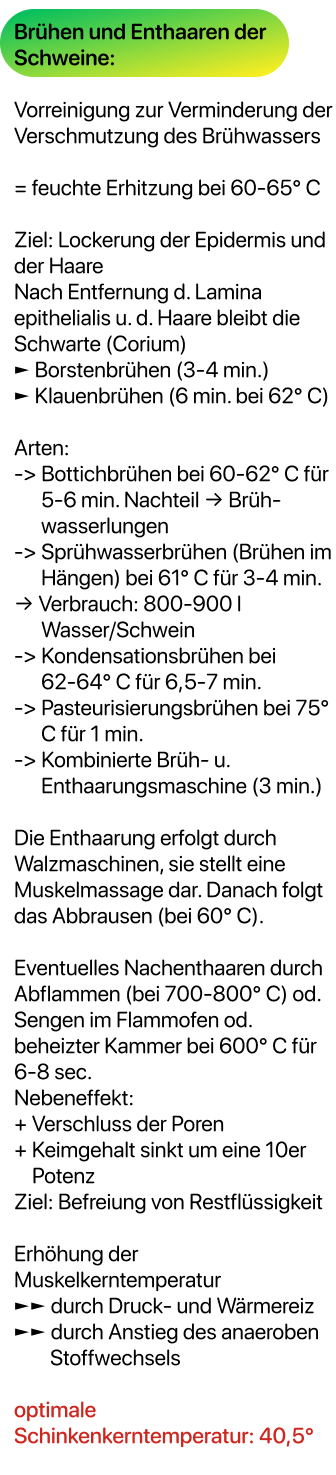 Brühen und Enthaaren der
Schweine:
Vorreinigung zur Verminderung der
Verschmutzung des Brühwassers
= feuchte Erhitzung bei 60-65° C
Ziel: Lockerung der Epidermis und
der Haare
Nach Entfernung d. Lamina
epithelialis u. d. Haare bleibt die
Schwarte (Corium)
► Borstenbrühen (3-4 min.)
► Klauenbrühen (6 min. bei 62° C)
Arten:
-> Bottichbrühen bei 60-62° C für
5-6 min. Nachteil → Brüh-
wasserlungen
-> Sprühwasserbrühen (Brühen im
Hängen) bei 61° C für 3-4 min.
→ Verbrauch: 800-900 l
Wasser/Schwein
-> Kondensationsbrühen bei
62-64° C für 6,5-7 min.
-> Pasteurisierungsbrühen bei 75°
C für 1 min.
-> Kombinierte Brüh- u.
Enthaarungsmaschine (3 min.)
Die Enthaarung erfolgt durch
Walzmaschinen, sie stellt eine
Muskelmassage dar. Danach folgt
das Abbrausen (bei 60° C).
Eventuelles Nachenthaaren durch
Abflammen (bei 700-800° C) od.
Sengen im Flammofen od.
beheizter Kammer bei 600° C für
6-8 sec.
Nebeneffekt:
+ Verschluss der Poren
+ Keimgehalt sinkt um eine 10er
Potenz
Ziel: Befreiung von Restflüssigkeit
Erhöhung der
Muskelkerntemperatur
►► durch Druck- und Wärmereiz
►► durch Anstieg des anaeroben
Stoffwechsels
optimale
Schinkenkerntemperatur: 40,5°